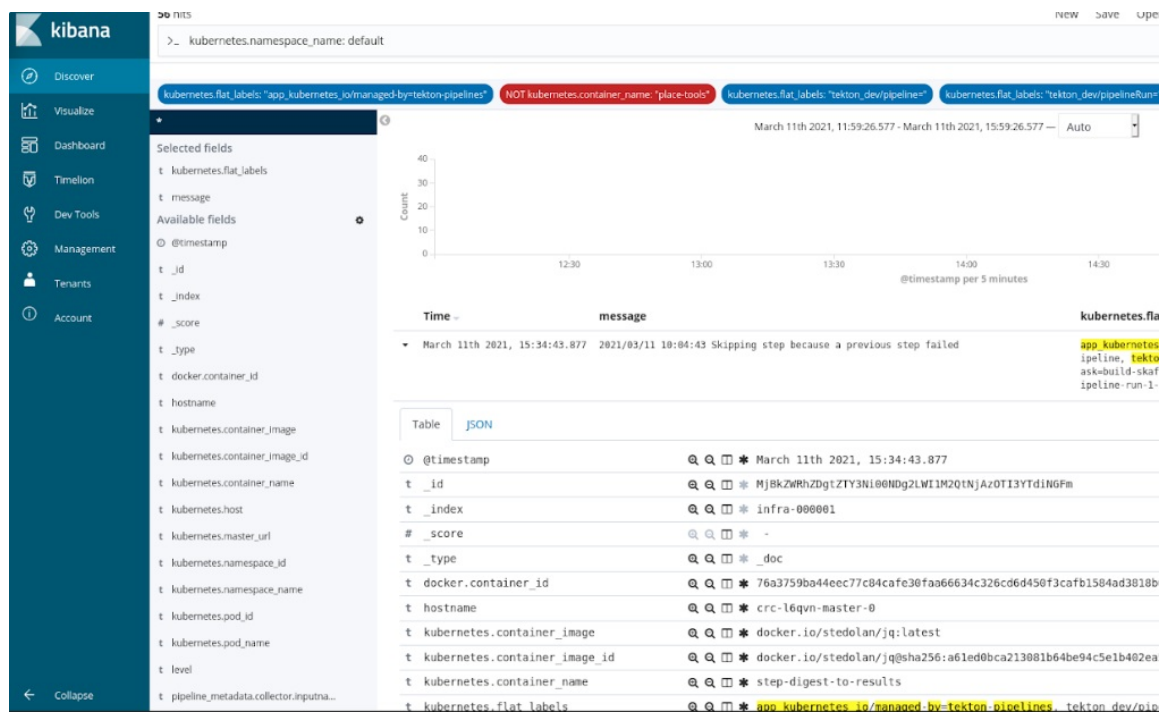 56 hits
New Save Ope
kibana
>_ kubernetes.namespace_name: default
Discover
kubernetes.flat_labels: "app_kubernetes_io/managed-by=tekton-pipelines" NOT kubernetes.container_name: "place-tools" kubernetes.flat_labels: "tekton_dev/pipeline=" kubernetes.flat_labels: "tekton_dev/pipelineRun=
Visualize
Dashboard
Timelion
Dev Tools
Management
Tenants
Account
Collapse
*
Selected fields
t kubernetes.flat_labels
t message
Available fields
@timestamp
t _id
t _index
# _score
t _type
t docker.container_id
t hostname
t kubernetes.container_image
t kubernetes.container_image_id
t kubernetes.container_name
t kubernetes.host
t kubernetes.master_url
t kubernetes.namespace_id
t kubernetes.namespace_name
t kubernetes.pod_id
t kubernetes.pod_name
t level
t pipeline_metadata.collector.inputna...
March 11th 2021, 11:59:26.577 - March 11th 2021, 15:59:26.577 — Auto
Count
40
30
20
10
0
12:30 13:00 13:30 14:00 14:30
@timestamp per 5 minutes
Time message kubernetes.fla
March 11th 2021, 15:34:43.877 2021/03/11 10:04:43 Skipping step because a previous step failed app_kubernetes
ipeline, tekto
ask=build-skaf
ipeline-run-1-
Table JSON
@timestamp March 11th 2021, 15:34:43.877
t _id MjBkZWRhZDgtZTY3Ni00NDg2LWI1M2QtNjAzOTI3YTdiNGFm
t _index infra-000001
# _score -
t _type _doc
t docker.container_id 76a3759ba44eec77c84cafe30faa66634c326cd6d450f3cafb1584ad3818b
t hostname crc-l6qvn-master-0
t kubernetes.container_image docker.io/stedolan/jq:latest
t kubernetes.container_image_id docker.io/stedolan/jq@sha256:a61ed0bca213081b64be94c5e1b402ea
t kubernetes.container_name step-digest-to-results
t kubernetes.flat_labels app_kubernetes_io/managed-by=tekton-pipelines, tekton_dev/pip